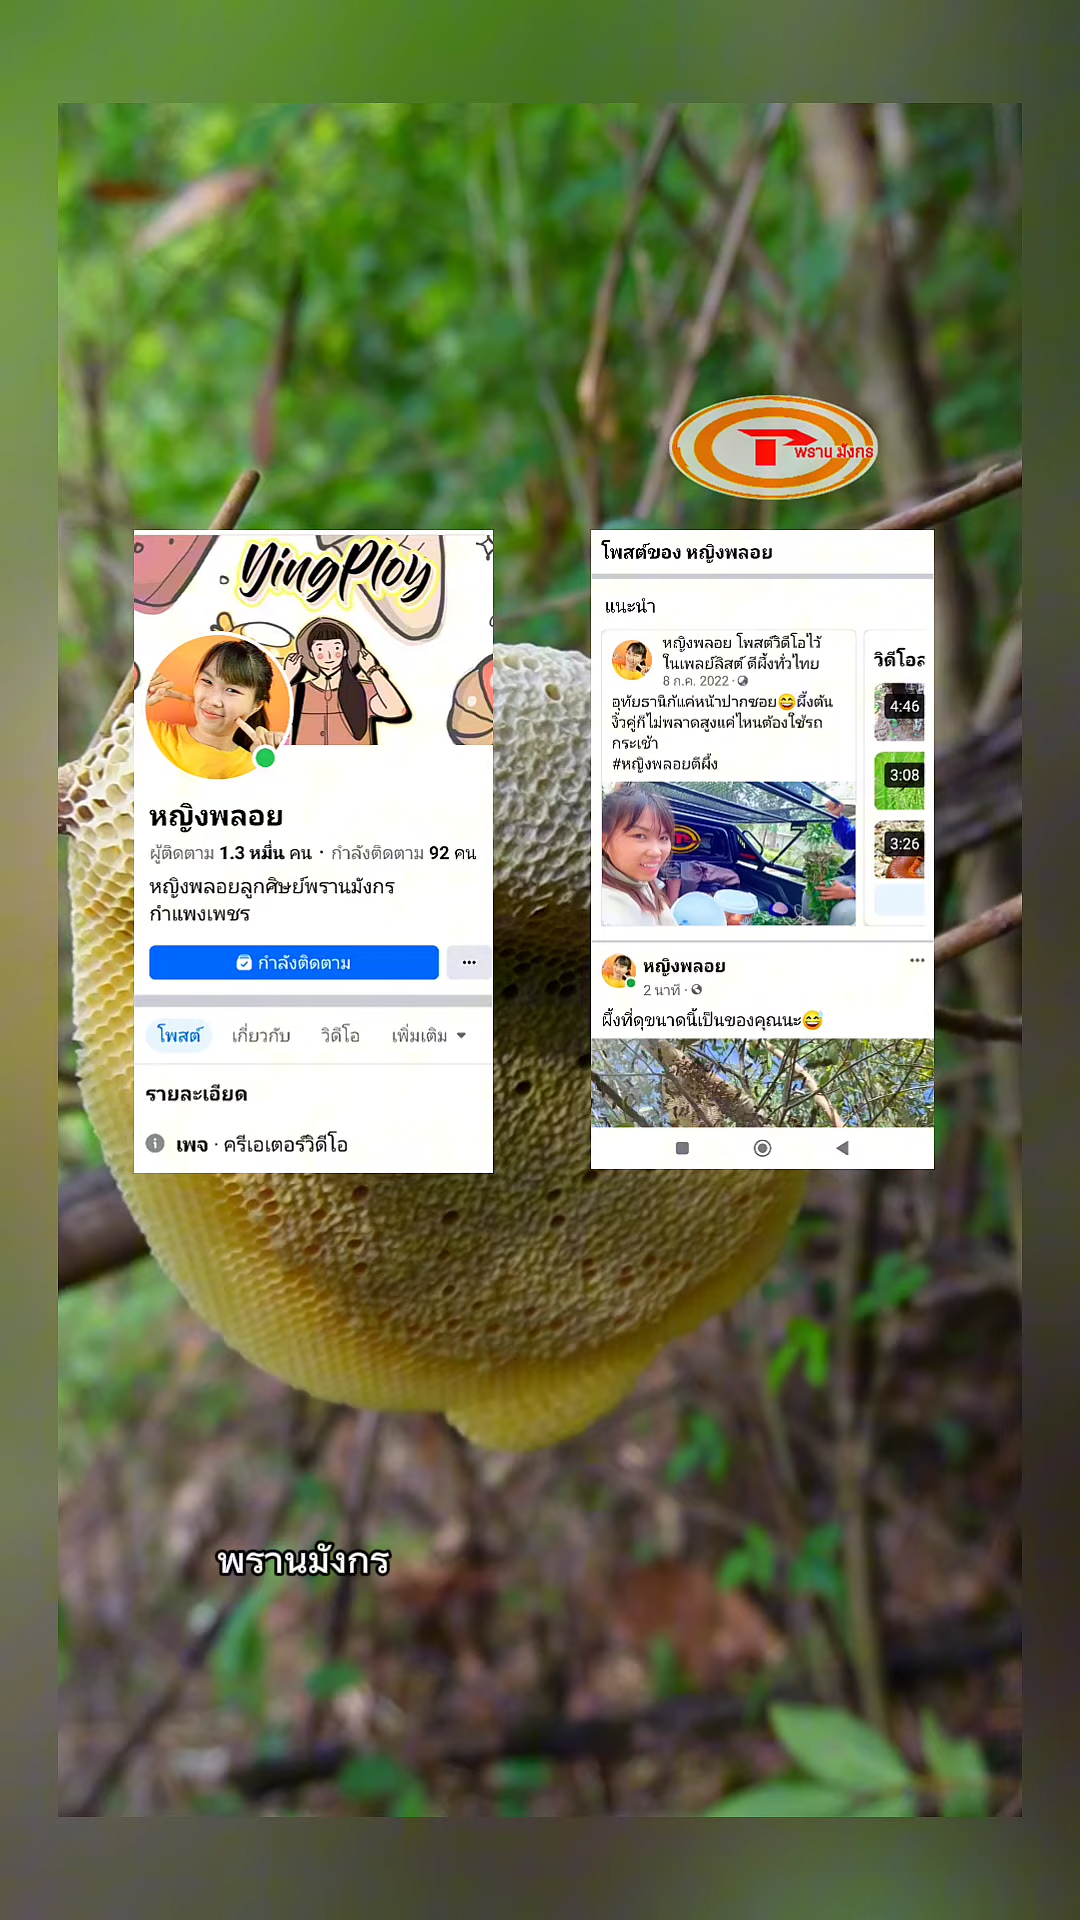 พรานมังกร
YingPloy
หญิงพลอย
ผู้ติดตาม 1.3 หมื่น คน · กำลังติดตาม 92 คน
หญิงพลอยลูกศิษย์พรานมังกร
กำแพงเพชร
กำลังติดตาม
โพสต์
เกี่ยวกับ
วิดีโอ
เพิ่มเติม
รายละเอียด
เพจ · ครีเอเตอร์วิดีโอ
โพสต์ของ หญิงพลอย
แนะนำ
หญิงพลอย โพสต์วิดีโอไว้
ในเพลย์ลิสต์ ตีผึ้งทั่วไทย
8 ก.ค. 2022
อุทัยธานีกัแค่หน้าปากซอย😄ผึ้งต้น
งิ้วคู่ก็ไม่พลาดสูงแค่ไหนต้องใช้รถ
กระเช้า
#หญิงพลอยตีผึ้ง
วิดีโอล
4:46
3:08
3:26
หญิงพลอย
2 นาที
ผึ้งที่ดุขนาดนี้เป็นของคุณนะ😅
พรานมังกร